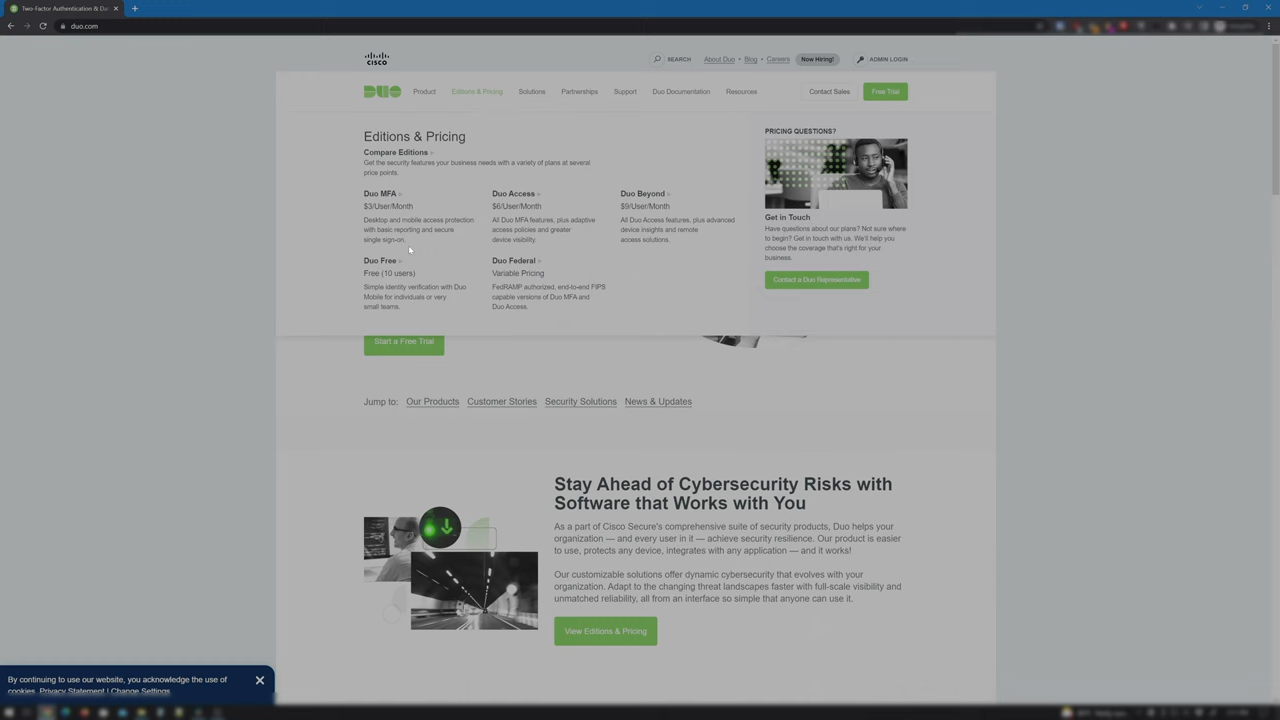 Two-Factor Authentication & Da
duo.com
CISCO
SEARCH
About Duo • Blog • Careers
Now Hiring!
ADMIN LOGIN
DUO
Product
Editions & Pricing
Solutions
Partnerships
Support
Duo Documentation
Resources
Contact Sales
Free Trial
Editions & Pricing
Compare Editions
Get the security features your business needs with a variety of plans at several
price points.
Duo MFA
$3/User/Month
Desktop and mobile access protection
with basic reporting and secure
single sign-on.
Duo Access
$6/User/Month
All Duo MFA features, plus adaptive
access policies and greater
device visibility.
Duo Beyond
$9/User/Month
All Duo Access features, plus advanced
device insights and remote
access solutions.
Duo Free
Free (10 users)
Simple identity verification with Duo
Mobile for individuals or very
small teams.
Duo Federal
Variable Pricing
FedRAMP authorized, end-to-end FIPS
capable versions of Duo MFA and
Duo Access.
PRICING QUESTIONS?
Get in Touch
Have questions about our plans? Not sure where
to begin? Get in touch with us. We'll help you
choose the coverage that's right for your
business.
Contact a Duo Representative
Start a Free Trial
Jump to:
Our Products
Customer Stories
Security Solutions
News & Updates
Stay Ahead of Cybersecurity Risks with
Software that Works with You
As a part of Cisco Secure's comprehensive suite of security products, Duo helps your
organization — and every user in it — achieve security resilience. Our product is easier
to use, protects any device, integrates with any application — and it works!
Our customizable solutions offer dynamic cybersecurity that evolves with your
organization. Adapt to the changing threat landscapes faster with full-scale visibility and
unmatched reliability, all from an interface so simple that anyone can use it.
View Editions & Pricing
By continuing to use our website, you acknowledge the use of
cookies. Privacy Statement | Change Settings.